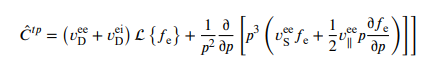 Ĉ^{tp} = (ν_D^{ee} + ν_D^{ei}) ℒ {f_e} + \frac{1}{p^2} \frac{∂}{∂p} [ p^3 ( ν_S^{ee} f_e + \frac{1}{2} ν_∥^{ee} p \frac{∂f_e}{∂p} ) ] ]